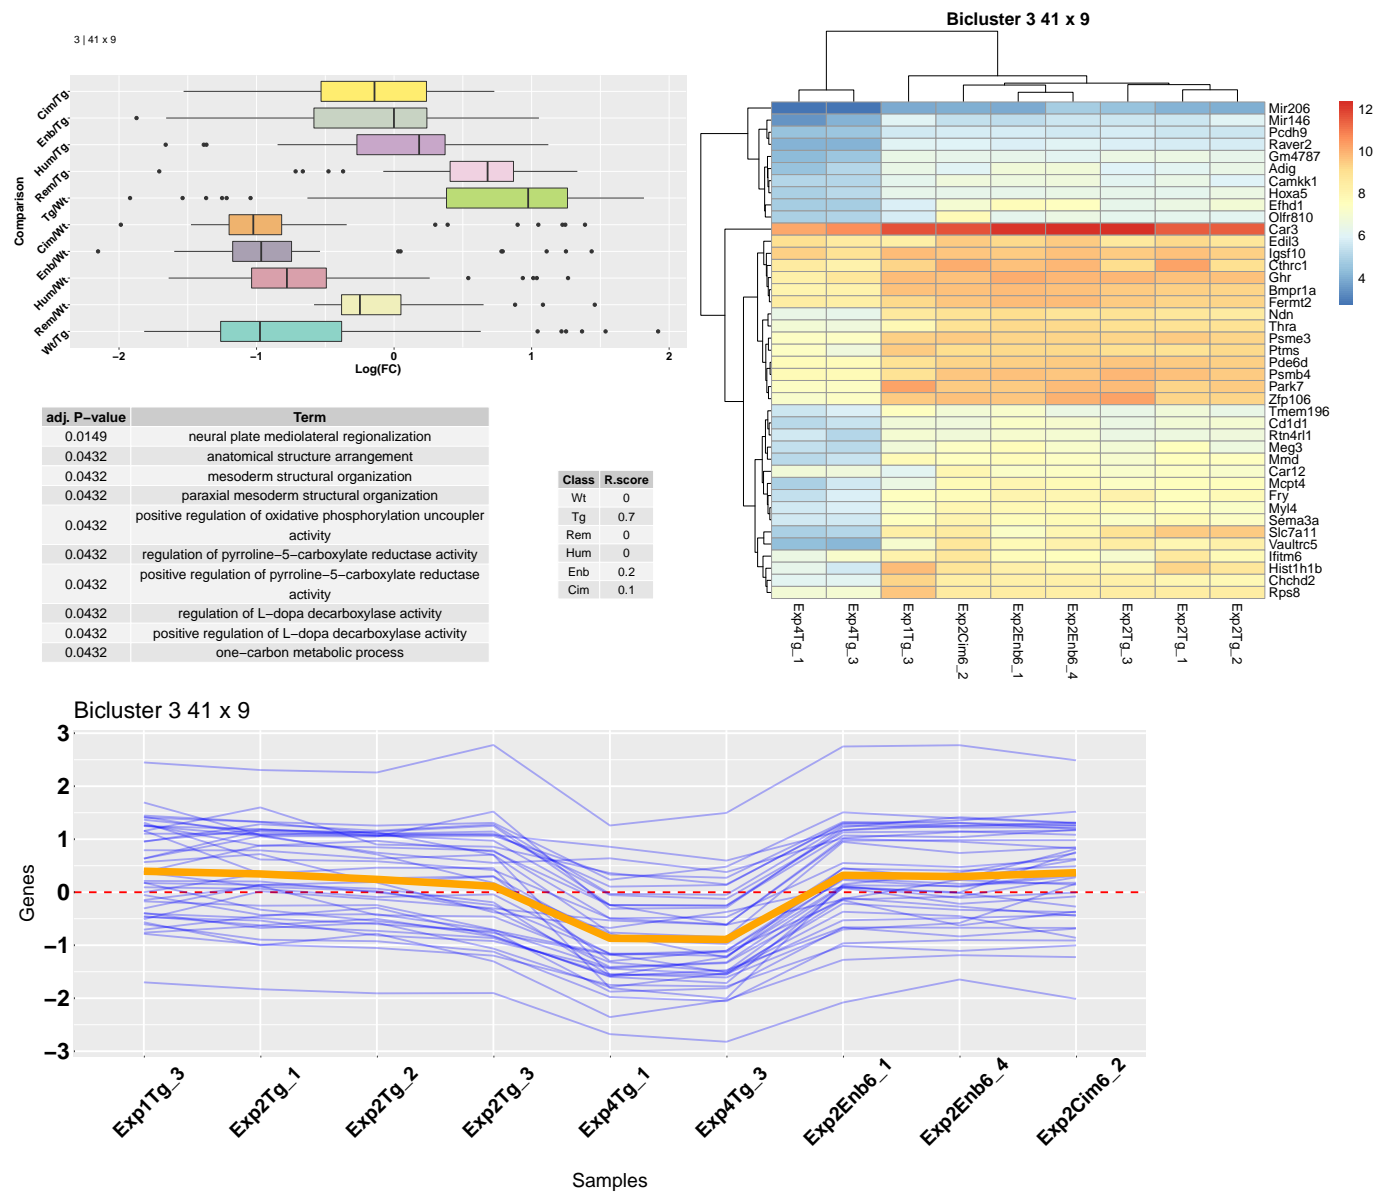 3 | 41 x 9
Comparison
Cim/Tg
Enb/Tg
Hum/Tg
Rem/Tg
Tg/Wt
Cim/Wt
Enb/Wt
Hum/Wt
Rem/Wt
Wt/Tg
−2 −1 0 1 2
Log(FC)
Bicluster 3 41 x 9
Mir206
Mir146
Pcdh9
Raver2
Gm4787
Adig
Camkk1
Hoxa5
Efhd1
Olfr810
Car3
Edil3
Igsf10
Cthrc1
Ghr
Bmpr1a
Fermt2
Ndn
Thra
Psme3
Ptms
Pde6d
Psmb4
Park7
Zfp106
Tmem196
Cd1d1
Rtn4rl1
Meg3
Mmd
Car12
Mcpt4
Fry
Myl4
Sema3a
Slc7a11
Vaultrc5
Ifitm6
Hist1h1b
Chchd2
Rps8
Exp4Tg_1
Exp4Tg_3
Exp1Tg_3
Exp2Cim6_2
Exp2Enb6_1
Exp2Enb6_4
Exp2Tg_3
Exp2Tg_1
Exp2Tg_2
12
10
8
6
4
adj. P−value Term
0.0149 neural plate mediolateral regionalization
0.0432 anatomical structure arrangement
0.0432 mesoderm structural organization
0.0432 paraxial mesoderm structural organization
0.0432 positive regulation of oxidative phosphorylation uncoupler
activity
0.0432 regulation of pyrroline−5−carboxylate reductase activity
0.0432 positive regulation of pyrroline−5−carboxylate reductase
activity
0.0432 regulation of L−dopa decarboxylase activity
0.0432 positive regulation of L−dopa decarboxylase activity
0.0432 one−carbon metabolic process
Class R.score
Wt 0
Tg 0.7
Rem 0
Hum 0
Enb 0.2
Cim 0.1
Bicluster 3 41 x 9
Genes
3
2
1
0
−1
−2
−3
Exp1Tg_3
Exp2Tg_1
Exp2Tg_2
Exp2Tg_3
Exp4Tg_1
Exp4Tg_3
Exp2Enb6_1
Exp2Enb6_4
Exp2Cim6_2
Samples